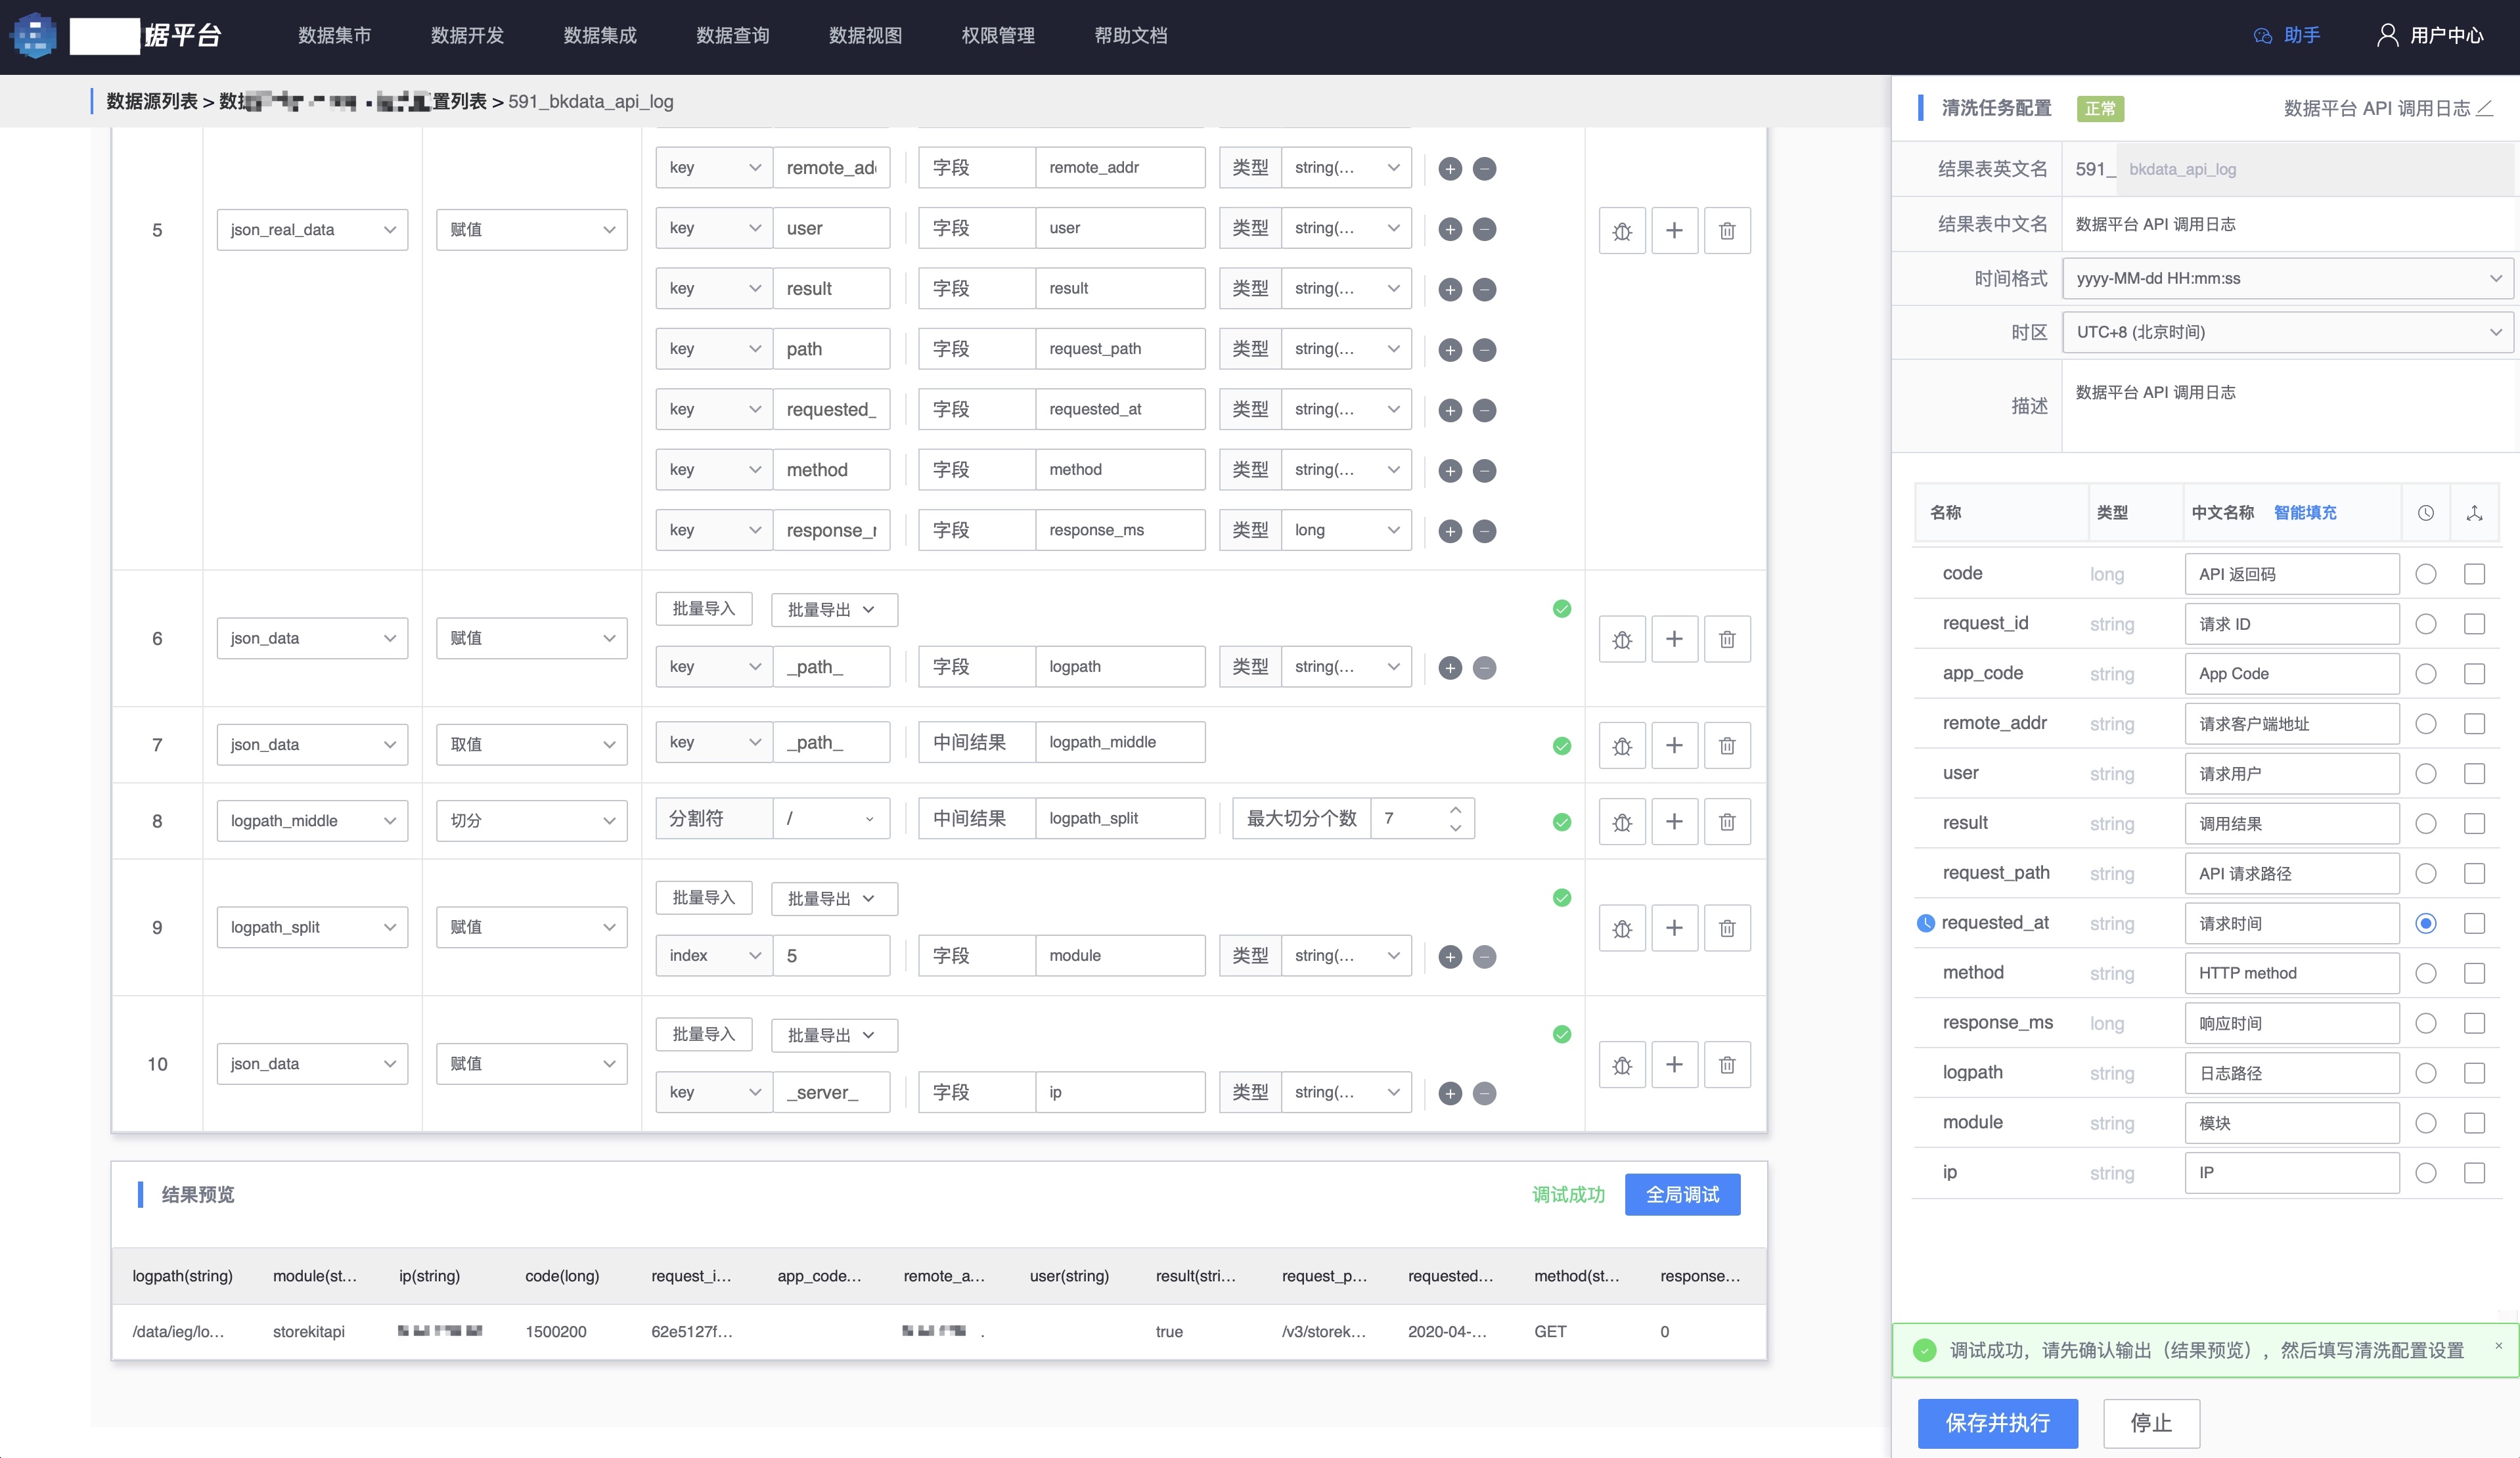 据平台 数据集市 数据开发 数据集成 数据查询 数据视图 权限管理 帮助文档 助手 用户中心
数据源列表 > 数据 置列表 > 591_bkdata_api_log
key remote_ad 字段 remote_addr 类型 string(...
5 json_real_data 赋值 key user 字段 user 类型 string(...
key result 字段 result 类型 string(...
key path 字段 request_path 类型 string(...
key requested_ 字段 requested_at 类型 string(...
key method 字段 method 类型 string(...
key response_ 字段 response_ms 类型 long
批量导入 批量导出
6 json_data 赋值
key _path_ 字段 logpath 类型 string(...
7 json_data 取值 key _path_ 中间结果 logpath_middle
8 logpath_middle 切分 分割符 / 中间结果 logpath_split 最大切分个数 7
批量导入 批量导出
9 logpath_split 赋值
index 5 字段 module 类型 string(...
批量导入 批量导出
10 json_data 赋值
key _server_ 字段 ip 类型 string(...
结果预览 调试成功 全局调试
logpath(string) module(st... ip(string) code(long) request_i... app_code... remote_a... user(string) result(stri... request_p... requested... method(st... response...
/data/ieg/lo... storekitapi 1500200 62e5127f... true /v3/storek... 2020-04-... GET 0
清洗任务配置 正常 数据平台 API 调用日志
结果表英文名 591_ bkdata_api_log
结果表中文名 数据平台 API 调用日志
时间格式 yyyy-MM-dd HH:mm:ss
时区 UTC+8 (北京时间)
描述 数据平台 API 调用日志
名称 类型 中文名称 智能填充
code long API 返回码
request_id string 请求 ID
app_code string App Code
remote_addr string 请求客户端地址
user string 请求用户
result string 调用结果
request_path string API 请求路径
requested_at string 请求时间
method string HTTP method
response_ms long 响应时间
logpath string 日志路径
module string 模块
ip string IP
调试成功，请先确认输出（结果预览），然后填写清洗配置设置 ×
保存并执行 停止